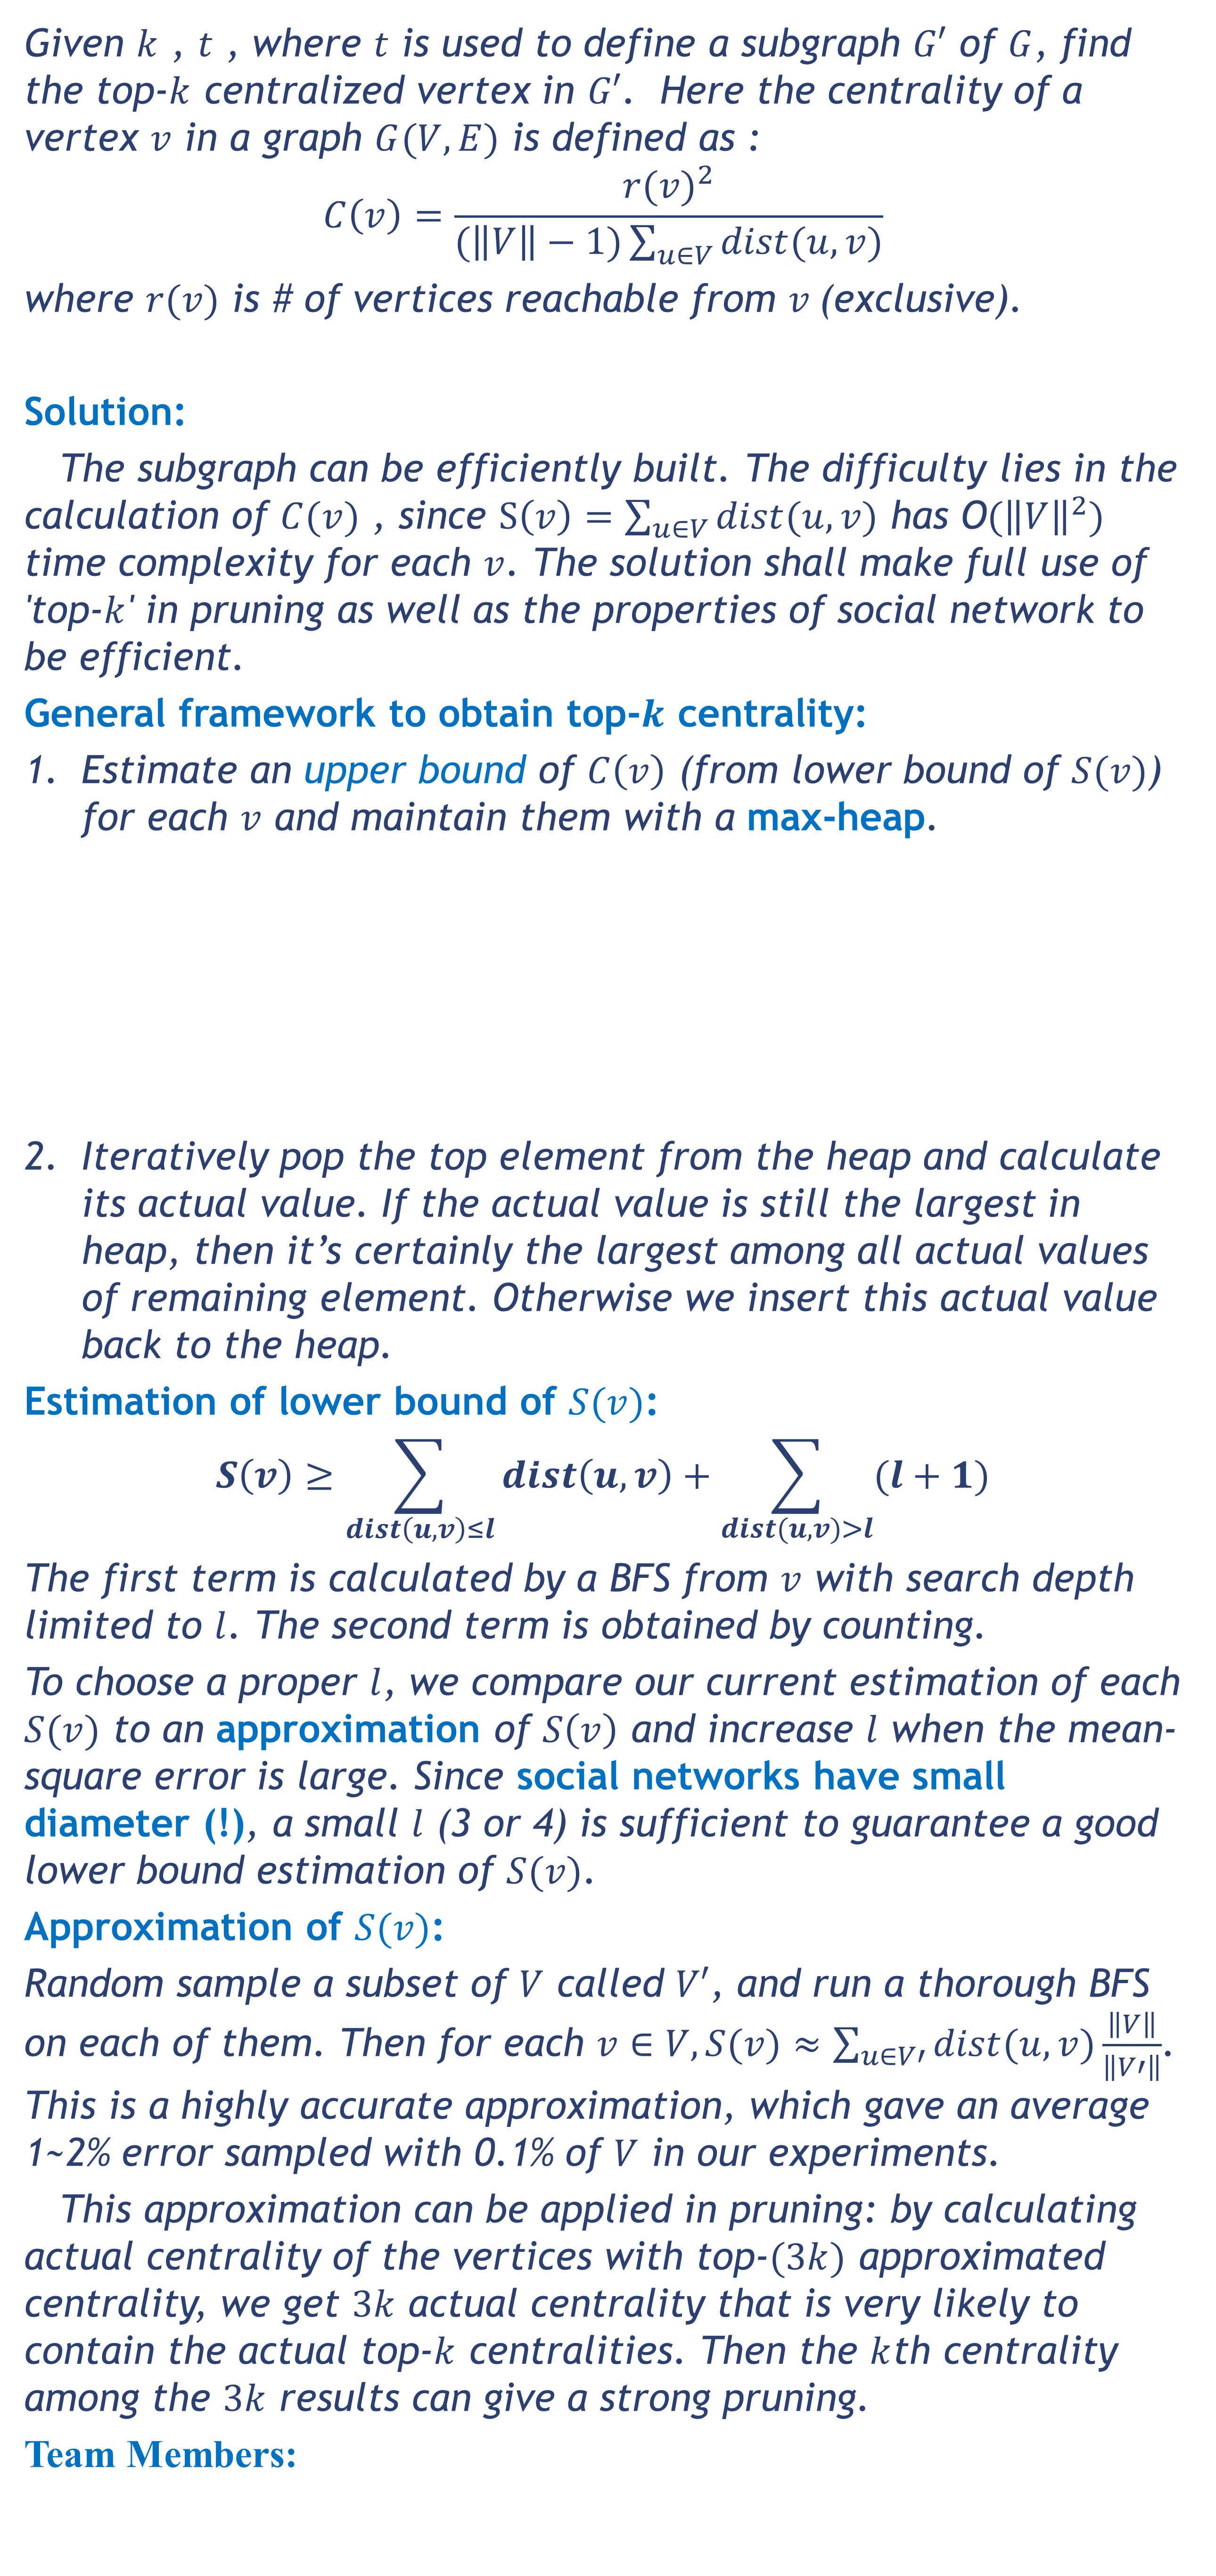 Given k , t , where t is used to define a subgraph G′ of G, find
the top-k centralized vertex in G′. Here the centrality of a
vertex v in a graph G(V, E) is defined as :
C(v) = r(v)² / ((‖V‖ − 1) ∑u∈V dist(u, v))
where r(v) is # of vertices reachable from v (exclusive).
Solution:
The subgraph can be efficiently built. The difficulty lies in the
calculation of C(v) , since S(v) = ∑u∈V dist(u, v) has O(‖V‖²)
time complexity for each v. The solution shall make full use of
'top-k' in pruning as well as the properties of social network to
be efficient.
General framework to obtain top-k centrality:
1. Estimate an upper bound of C(v) (from lower bound of S(v))
for each v and maintain them with a max-heap.
2. Iteratively pop the top element from the heap and calculate
its actual value. If the actual value is still the largest in
heap, then it’s certainly the largest among all actual values
of remaining element. Otherwise we insert this actual value
back to the heap.
Estimation of lower bound of S(v):
S(v) ≥ ∑dist(u,v)≤l dist(u, v) + ∑dist(u,v)>l (l + 1)
The first term is calculated by a BFS from v with search depth
limited to l. The second term is obtained by counting.
To choose a proper l, we compare our current estimation of each
S(v) to an approximation of S(v) and increase l when the mean-
square error is large. Since social networks have small
diameter (!), a small l (3 or 4) is sufficient to guarantee a good
lower bound estimation of S(v).
Approximation of S(v):
Random sample a subset of V called V′, and run a thorough BFS
on each of them. Then for each v ∈ V, S(v) ≈ ∑u∈V′ dist(u, v) ‖V‖/‖V′‖.
This is a highly accurate approximation, which gave an average
1~2% error sampled with 0.1% of V in our experiments.
This approximation can be applied in pruning: by calculating
actual centrality of the vertices with top-(3k) approximated
centrality, we get 3k actual centrality that is very likely to
contain the actual top-k centralities. Then the kth centrality
among the 3k results can give a strong pruning.
Team Members: